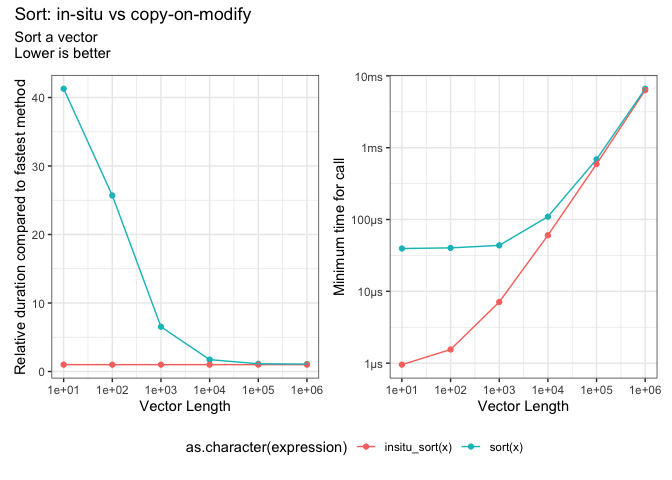 Sort: in-situ vs copy-on-modify
Sort a vector
Lower is better
Relative duration compared to fastest method
40
30
20
10
0
1e+01 1e+02 1e+03 1e+04 1e+05 1e+06
Vector Length
Minimum time for call
10ms
1ms
100µs
10µs
1µs
1e+01 1e+02 1e+03 1e+04 1e+05 1e+06
Vector Length
as.character(expression) insitu_sort(x) sort(x)